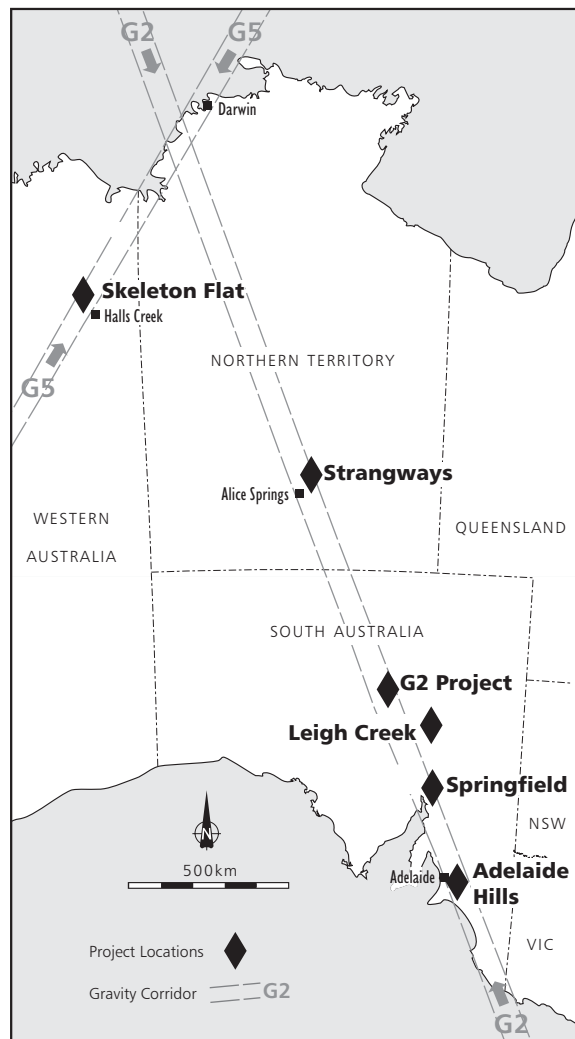 G2
G5
Darwin
Skeleton Flat
Halls Creek
G5
NORTHERN TERRITORY
Strangways
Alice Springs
WESTERN
AUSTRALIA
QUEENSLAND
SOUTH AUSTRALIA
G2 Project
Leigh Creek
Springfield
NSW
N
500km
Adelaide
Adelaide
Hills
Project Locations
VIC
Gravity Corridor
G2
G2